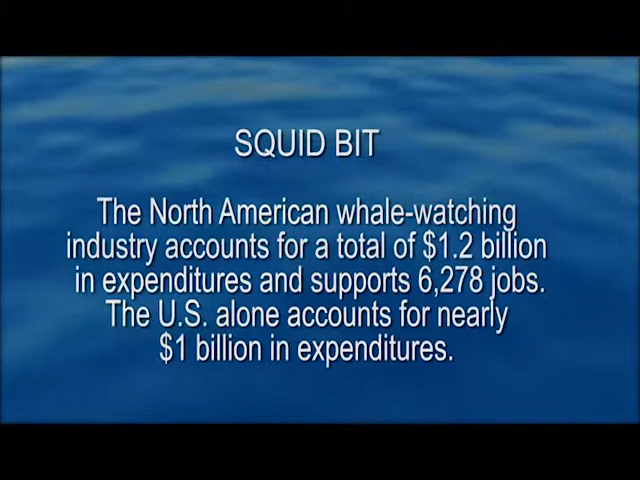 SQUID BIT
The North American whale-watching
industry accounts for a total of $1.2 billion
in expenditures and supports 6,278 jobs.
The U.S. alone accounts for nearly
$1 billion in expenditures.